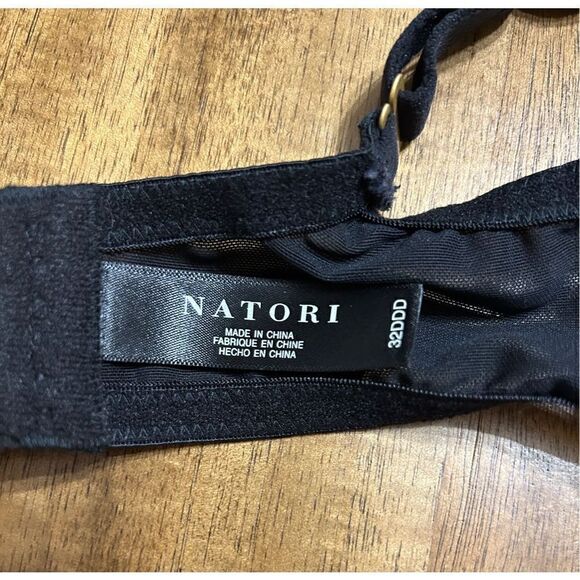 NATORI
MADE IN CHINA
FABRIQUE EN CHINE
HECHO EN CHINA
32DDD